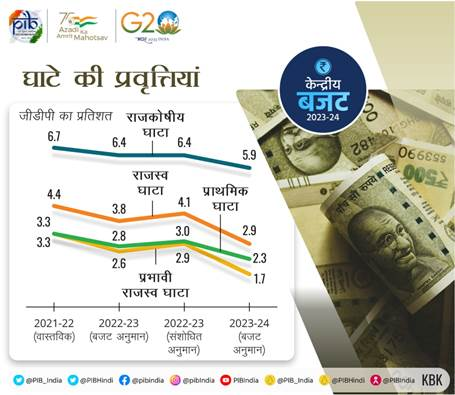 pib
Azadi Ka
Amrit Mahotsav
G20
घाटे की प्रवृत्तियां
केन्द्रीय
बजट
2023-24
जीडीपी का प्रतिशत
राजकोषीय
घाटा
6.7
6.4
6.4
5.9
राजस्व
घाटा
प्राथमिक
घाटा
4.4
3.8
4.1
2.9
3.3
2.8
3.0
2.3
3.3
2.6
2.9
1.7
प्रभावी
राजस्व घाटा
2021-22
(वास्तविक)
2022-23
(बजट अनुमान)
2022-23
(संशोधित
अनुमान)
2023-24
(बजट
अनुमान)
@PIB_India @PIBHindi @pibindia @pibindia @pibIndia @PIB_India @PIBHindi @PIB_India KBK